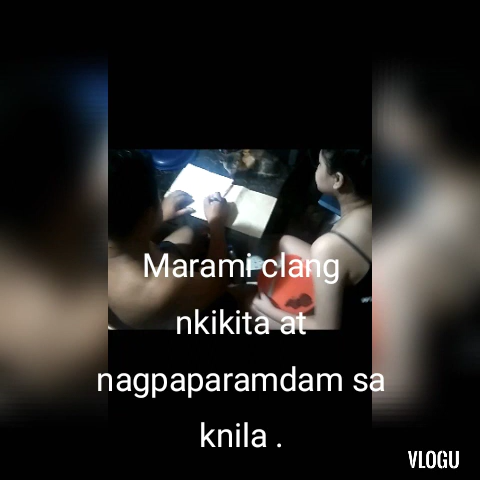 Marami clang
nkikita at
nagpaparamdam sa
knila .
VLOGU